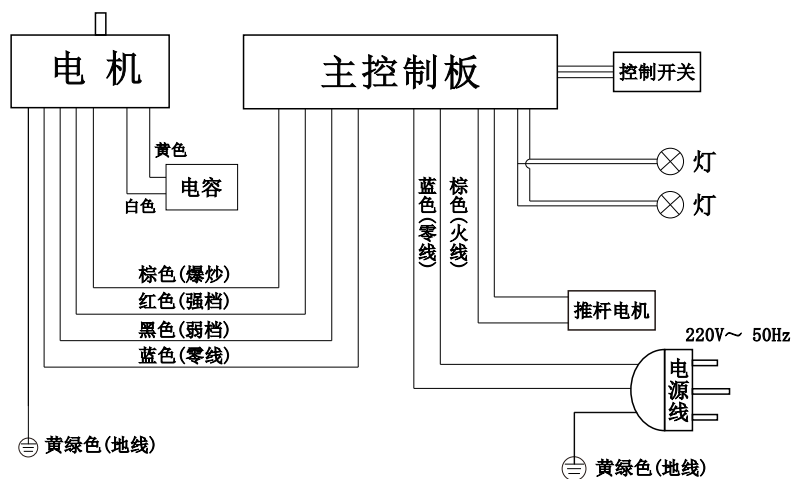 电机
主控制板
控制开关
黄色
电容
白色
灯
灯
蓝色(零线)
棕色(火线)
棕色(爆炒)
红色(强档)
黑色(弱档)
蓝色(零线)
推杆电机
220V～ 50Hz
电源线
黄绿色(地线)
黄绿色(地线)